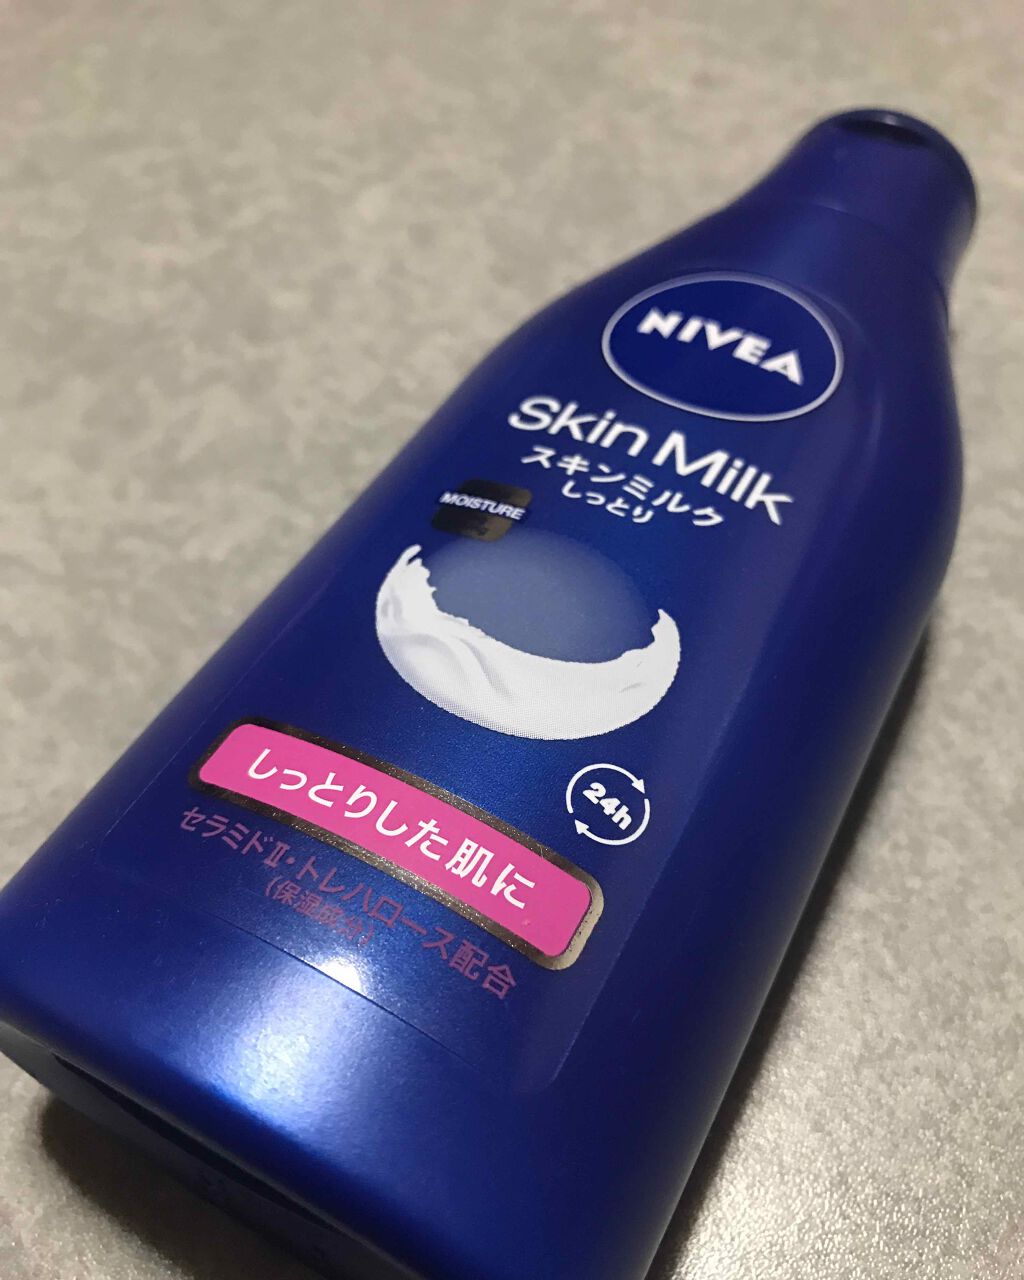 NIVEA
Skin Milk
スキンミルク
しっとり
MOISTURE
24h
しっとりした肌に
セラミドⅡ・トレハロース配合
(保湿成分)